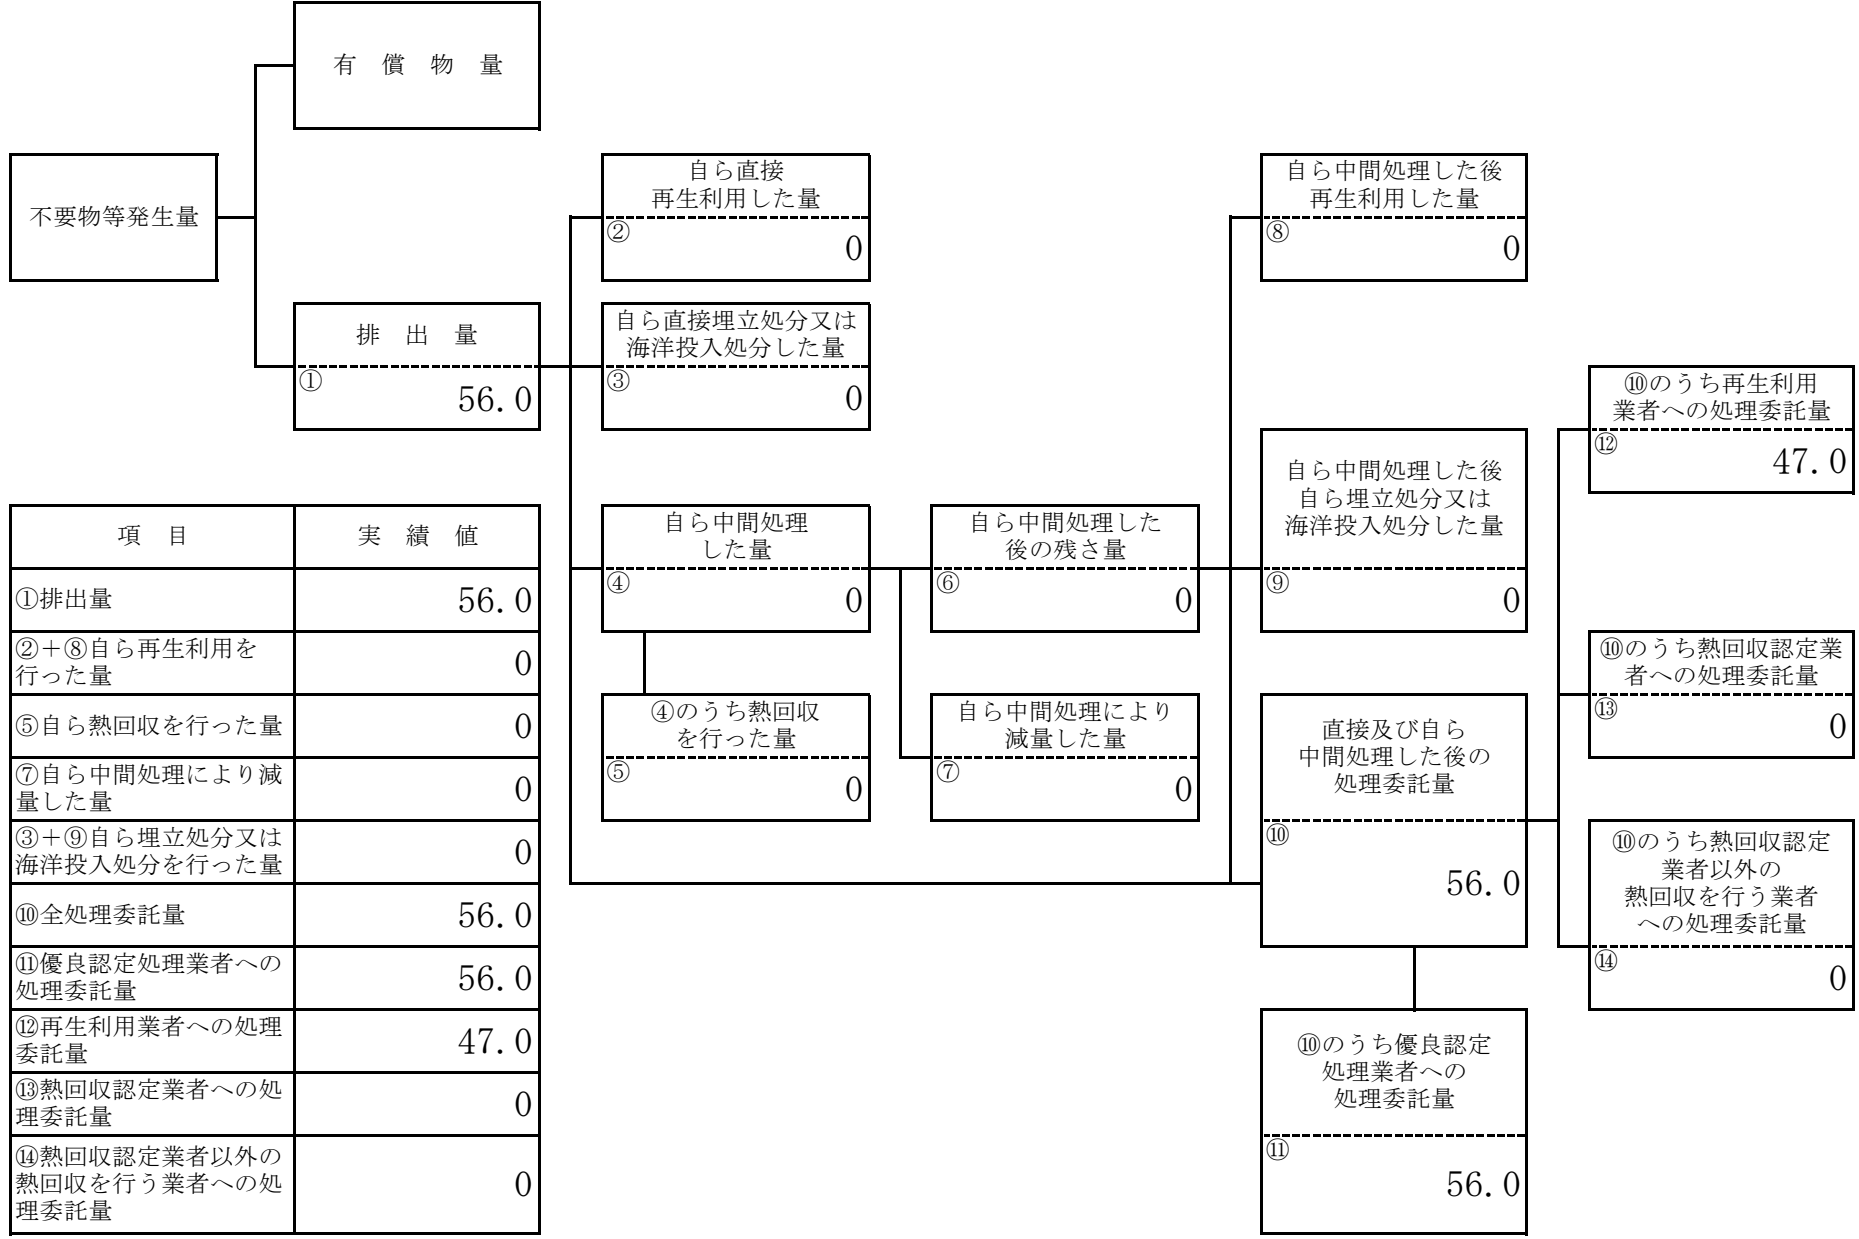 有 償 物 量
不要物等発生量
排 出 量
①
56.0
自ら直接
再生利用した量
②
0
自ら直接埋立処分又は
海洋投入処分した量
③
0
自ら中間処理
した量
④
0
④のうち熱回収
を行った量
⑤
0
自ら中間処理した
後の残さ量
⑥
0
自ら中間処理により
減量した量
⑦
0
自ら中間処理した後
再生利用した量
⑧
0
自ら中間処理した後
自ら埋立処分又は
海洋投入処分した量
⑨
0
直接及び自ら
中間処理した後の
処理委託量
⑩
56.0
⑩のうち優良認定
処理業者への
処理委託量
⑪
56.0
⑩のうち再生利用
業者への処理委託量
⑫
47.0
⑩のうち熱回収認定業
者への処理委託量
⑬
0
⑩のうち熱回収認定
業者以外の
熱回収を行う業者
への処理委託量
⑭
0
項 目 実 績 値
①排出量 56.0
②+⑧自ら再生利用を
行った量 0
⑤自ら熱回収を行った量 0
⑦自ら中間処理により減
量した量 0
③+⑨自ら埋立処分又は
海洋投入処分を行った量 0
⑩全処理委託量 56.0
⑪優良認定処理業者への
処理委託量 56.0
⑫再生利用業者への処理
委託量 47.0
⑬熱回収認定業者への処
理委託量 0
⑭熱回収認定業者以外の
熱回収を行う業者への処
理委託量 0